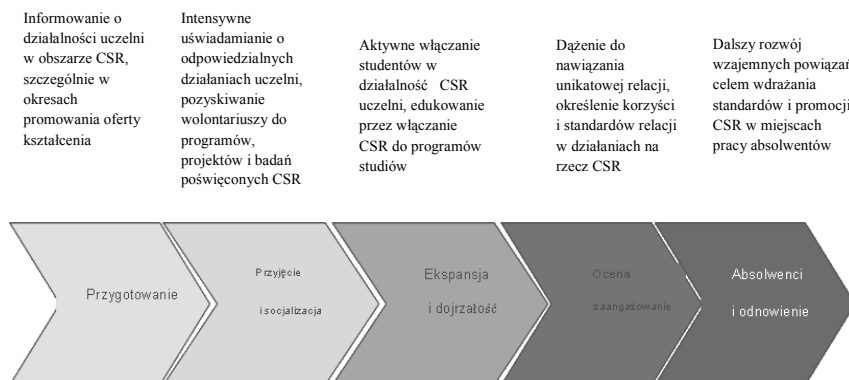 Informowanie o
działalności uczelni
w obszarze CSR,
szczególnie w
okresach
promowania oferty
kształcenia
Intensywne
uświadamianie o
odpowiedzialnych
działaniach uczelni,
pozyskiwanie
wolontariuszy do
programów,
projektów i badań
poświęconych CSR
Aktywne włączanie
studentów w
działalność CSR
uczelni, edukowanie
przez włączanie
CSR do programów
studiów
Dążenie do
nawiązania
unikatowej relacji,
określenie korzyści
i standardów relacji
w działaniach na
rzecz CSR
Dalszy rozwój
wzajemnych powiązań
celem wdrażania
standardów i promocji
CSR w miejscach
pracy absolwentów
Przygotowanie
Przyjęcie
i socjalizacja
Ekspansja
i dojrzałość
Ocena
zaangażowanie
Absolwenci
i odnowienie